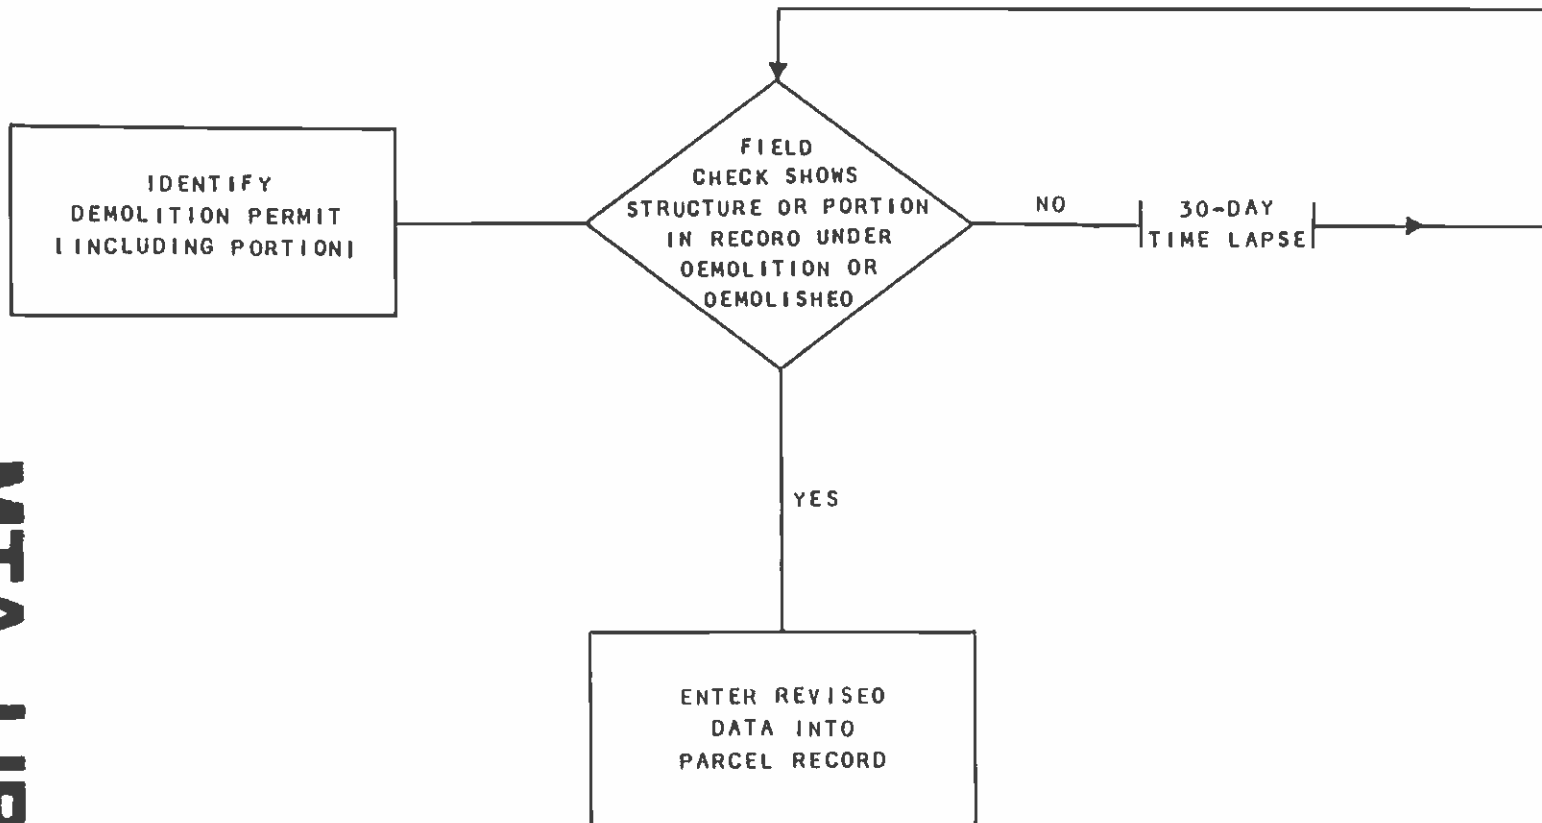 IDENTIFY
DEMOLITION PERMIT
(INCLUDING PORTION)
FIELD
CHECK SHOWS
STRUCTURE OR PORTION
IN RECORD UNDER
DEMOLITION OR
DEMOLISHED
NO
30-DAY
TIME LAPSE
YES
ENTER REVISED
DATA INTO
PARCEL RECORD
MTA